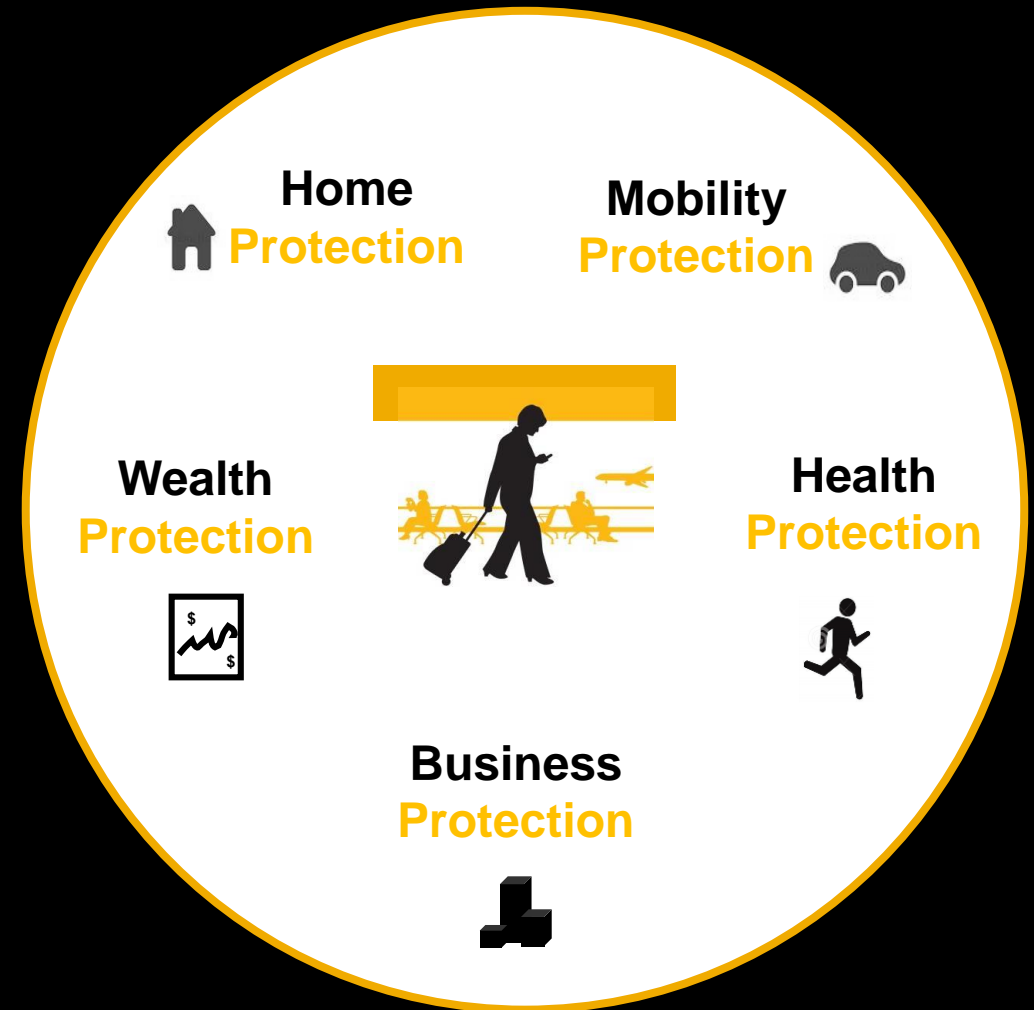 Home
Protection
Mobility
Protection
Wealth
Protection
Health
Protection
$
$
Business
Protection